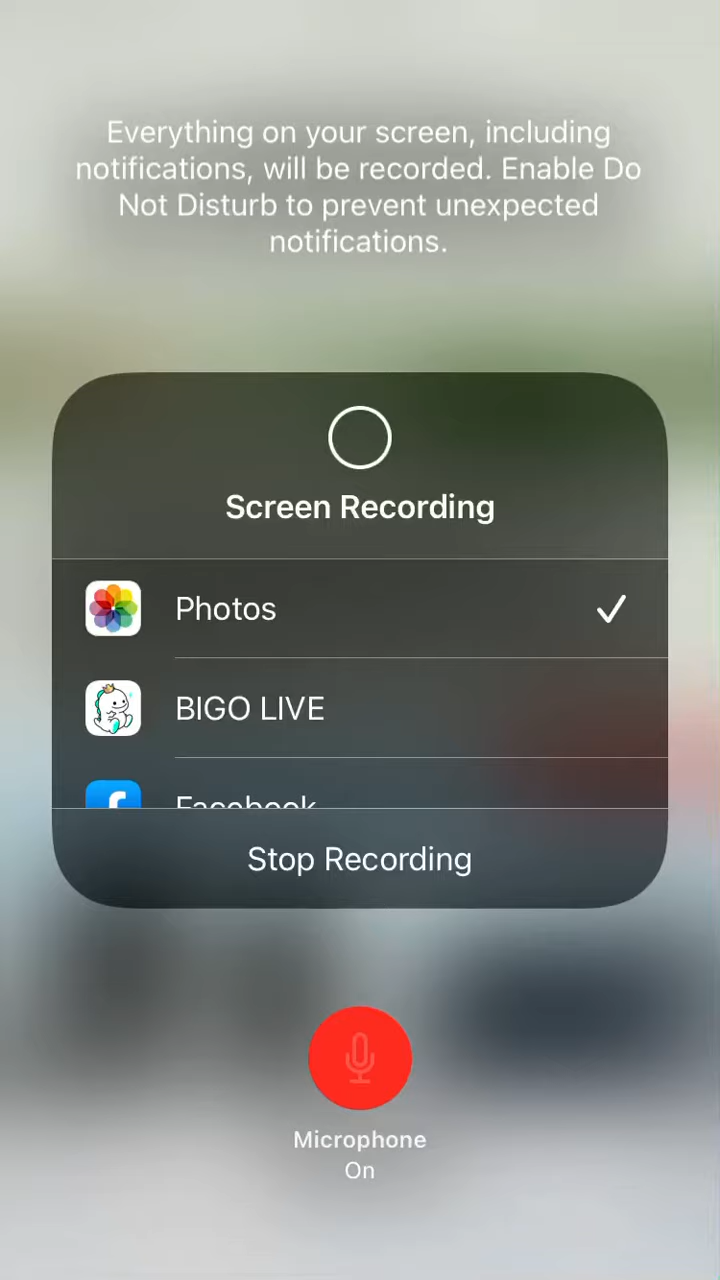 Everything on your screen, including
notifications, will be recorded. Enable Do
Not Disturb to prevent unexpected
notifications.
Screen Recording
Photos
BIGO LIVE
Facebook
Stop Recording
Microphone
On